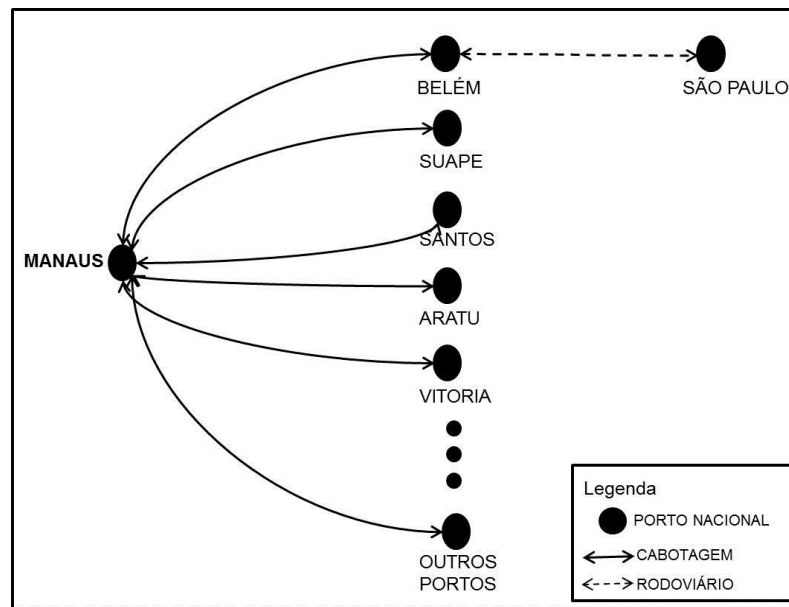 BELÉM
SÃO PAULO
SUAPE
SANTOS
MANAUS
ARATU
VITORIA
OUTROS
PORTOS
Legenda
PORTO NACIONAL
CABOTAGEM
RODOVIÁRIO